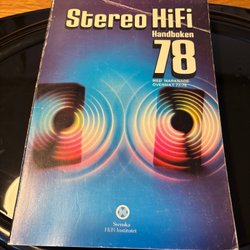 Stereo HiFi
Handboken
78
MED MARKNADS-
ÖVERSIKT 77/78
Svenska
HiFi Institutet